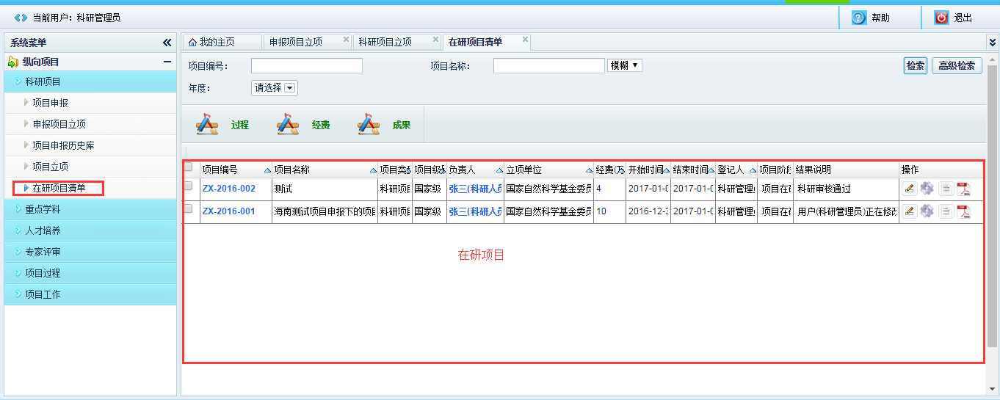 当前用户：科研管理员
帮助
退出
系统菜单
纵向项目
科研项目
项目申报
申报项目立项
项目申报历史库
项目立项
在研项目清单
重点学科
人才培养
专家评审
项目过程
项目工作
我的主页 申报项目立项 科研项目立项 在研项目清单
项目编号： 项目名称： 模糊 检索 高级检索
年度： 请选择
过程 经费 成果
项目编号 项目名称 项目类 项目级 负责人 立项单位 经费(万 开始时间 结束时间 登记人 项目阶 结果说明 操作
ZX-2016-002 测试 科研项 国家级 张三(科研人 国家自然科学基金委员 4 2017-01-0 2017-01-0 科研管理 项目在 科研审核通过
ZX-2016-001 海南测试项目申报下的项 国家级 科研项 张三(科研人 国家自然科学基金委员 10 2016-12-3 2017-01-0 科研管理 项目在 用户(科研管理员)正在修改
在研项目